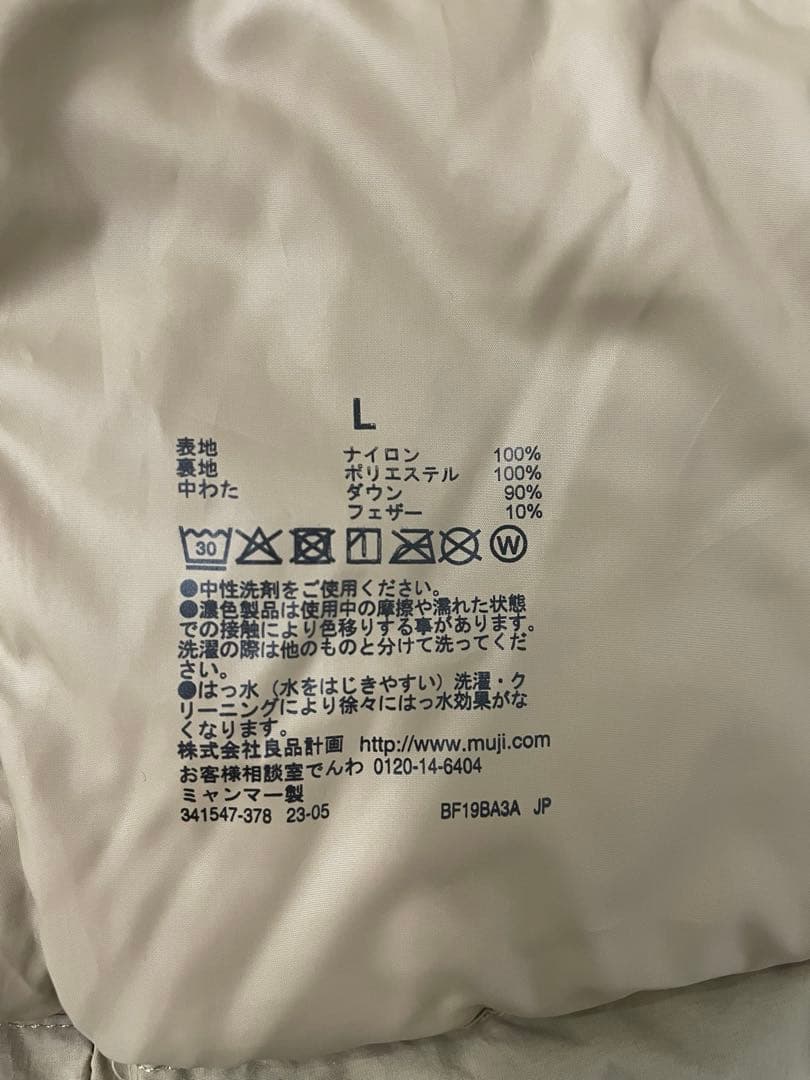 L
表地 ナイロン 100%
裏地 ポリエステル 100%
中わた ダウン 90%
フェザー 10%
30 W
●中性洗剤をご使用ください。
●濃色製品は使用中の摩擦や濡れた状態
での接触により色移りする事があります。
洗濯の際は他のものと分けて洗ってくだ
さい。
●はっ水（水をはじきやすい）洗濯・ク
リーニングにより徐々にはっ水効果がな
くなります。
株式会社良品計画 http://www.muji.com
お客様相談室でんわ 0120-14-6404
ミャンマー製
341547-378 23-05 BF19BA3A JP